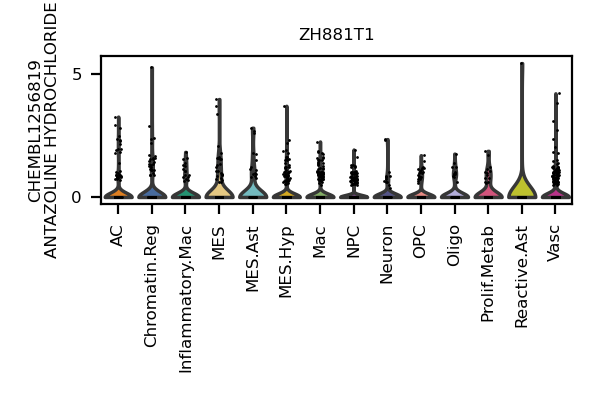 ZH881T1
CHEMBL1256819
ANTAZOLINE HYDROCHLORIDE
5
0
AC
Chromatin.Reg
Inflammatory.Mac
MES
MES.Ast
MES.Hyp
Mac
NPC
Neuron
OPC
Oligo
Prolif.Metab
Reactive.Ast
Vasc